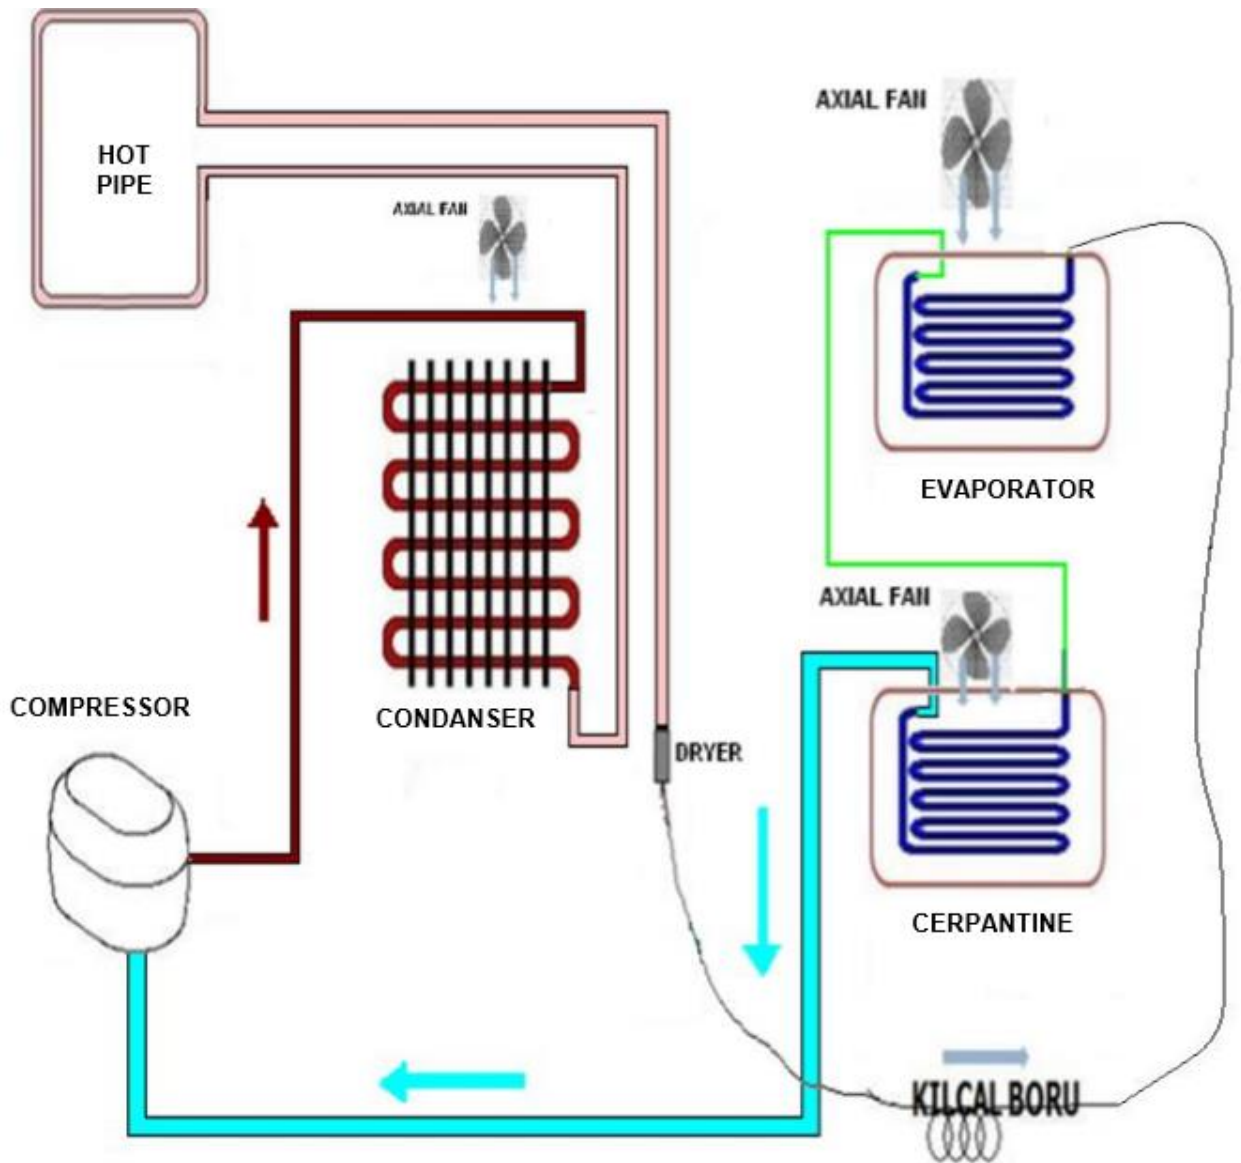 HOT
PIPE
AXIAL FAN
AXIAL FAN
EVAPORATOR
AXIAL FAN
COMPRESSOR
CONDANSER
DRYER
CERPANTINE
KILCAL BORU